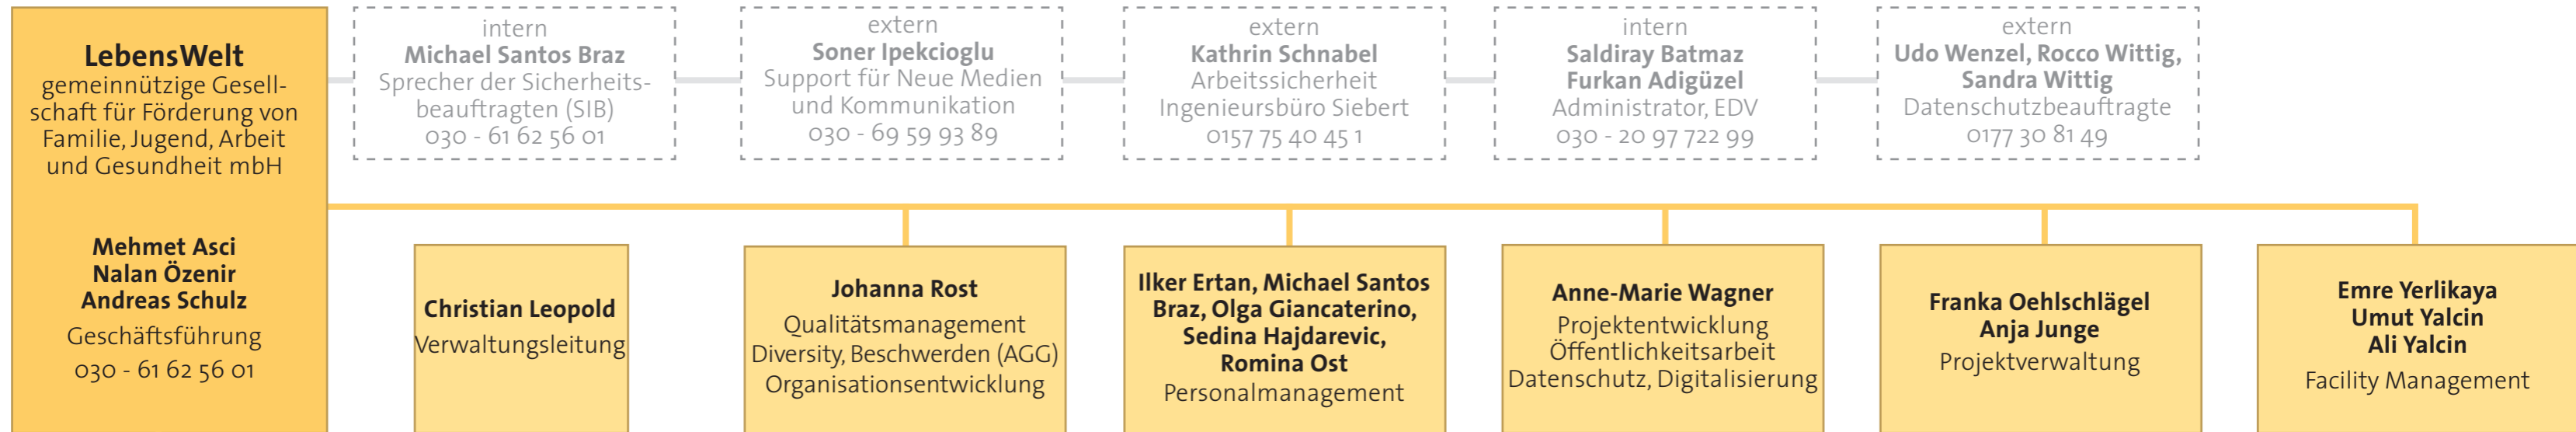 LebensWelt
gemeinnützige Gesell-
schaft für Förderung von
Familie, Jugend, Arbeit
und Gesundheit mbH
Mehmet Asci
Nalan Özenir
Andreas Schulz
Geschäftsführung
030 - 61 62 56 01
intern
Michael Santos Braz
Sprecher der Sicherheits-
beauftragten (SIB)
030 - 61 62 56 01
extern
Soner Ipekcioglu
Support für Neue Medien
und Kommunikation
030 - 69 59 93 89
extern
Kathrin Schnabel
Arbeitssicherheit
Ingenieursbüro Siebert
0157 75 40 45 1
intern
Saldiray Batmaz
Furkan Adigüzel
Administrator, EDV
030 - 20 97 722 99
extern
Udo Wenzel, Rocco Wittig,
Sandra Wittig
Datenschutzbeauftragte
0177 30 81 49
Christian Leopold
Verwaltungsleitung
Johanna Rost
Qualitätsmanagement
Diversity, Beschwerden (AGG)
Organisationsentwicklung
Ilker Ertan, Michael Santos
Braz, Olga Giancaterino,
Sedina Hajdarevic,
Romina Ost
Personalmanagement
Anne-Marie Wagner
Projektentwicklung
Öffentlichkeitsarbeit
Datenschutz, Digitalisierung
Franka Oehlschlägel
Anja Junge
Projektverwaltung
Emre Yerlikaya
Umut Yalcin
Ali Yalcin
Facility Management